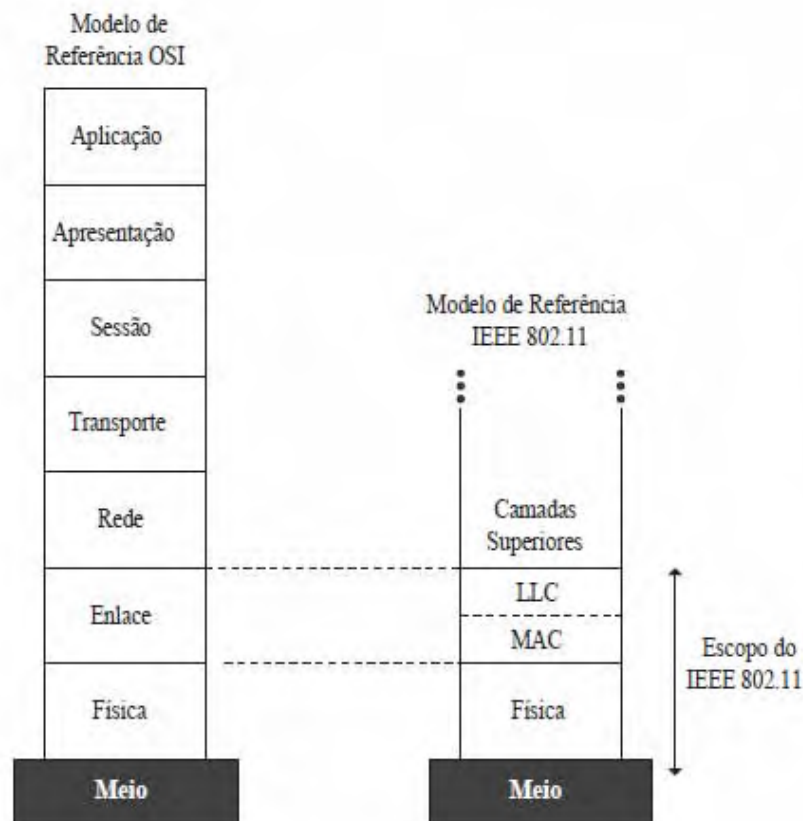 Modelo de
Referência OSI
Aplicação
Apresentação
Sessão
Transporte
Rede
Enlace
Física
Meio
Modelo de Referência
IEEE 802.11
Camadas
Superiores
LLC
MAC
Física
Meio
Escopo do
IEEE 802.11